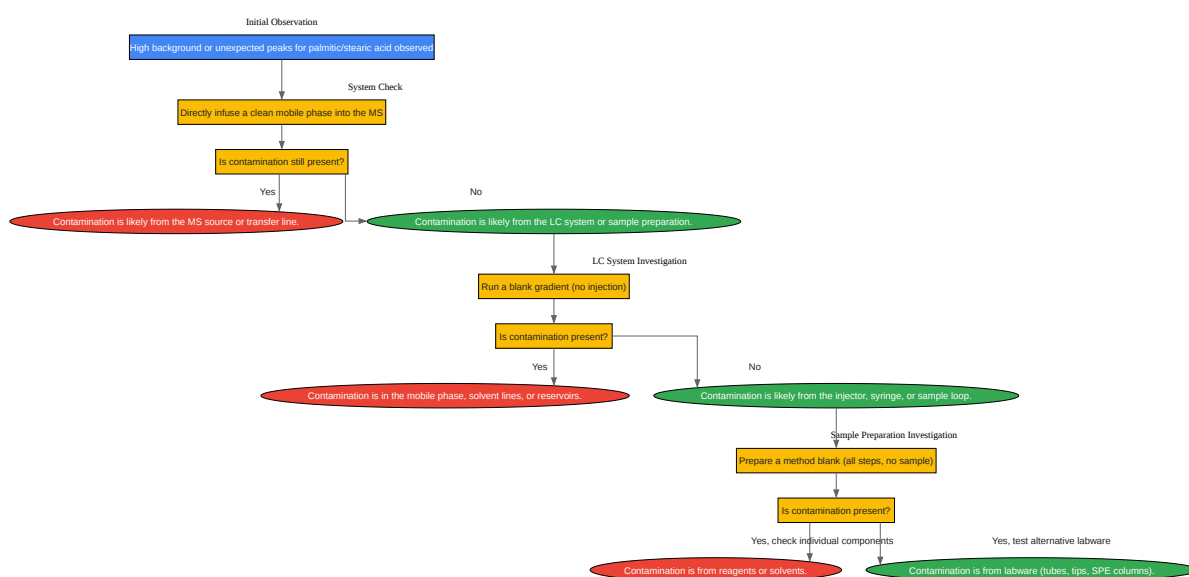 Initial Observation
High background or unexpected peaks for palmitic/stearic acid observed
System Check
Directly infuse a clean mobile phase into the MS
Is contamination still present?
Yes
No
Contamination is likely from the MS source or transfer line.
Contamination is likely from the LC system or sample preparation.
LC System Investigation
Run a blank gradient (no injection)
Is contamination present?
Yes
No
Contamination is in the mobile phase, solvent lines, or reservoirs.
Contamination is likely from the injector, syringe, or sample loop.
Sample Preparation Investigation
Prepare a method blank (all steps, no sample)
Is contamination present?
Yes, check individual components
Yes, test alternative labware
Contamination is from reagents or solvents.
Contamination is from labware (tubes, tips, SPE columns).